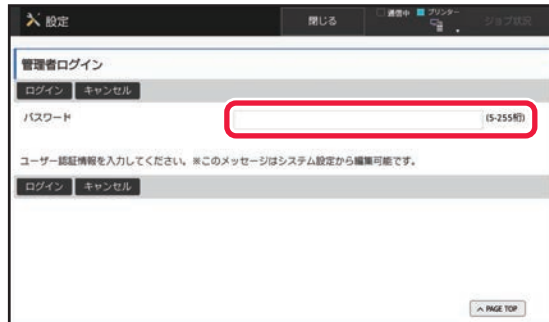 設定 閉じる 通信中 プリンター ジョブ状況
管理者ログイン
ログイン キャンセル
パスワード (5-255桁)
ユーザー認証情報を入力してください。※このメッセージはシステム設定から編集可能です。
ログイン キャンセル
PAGE TOP